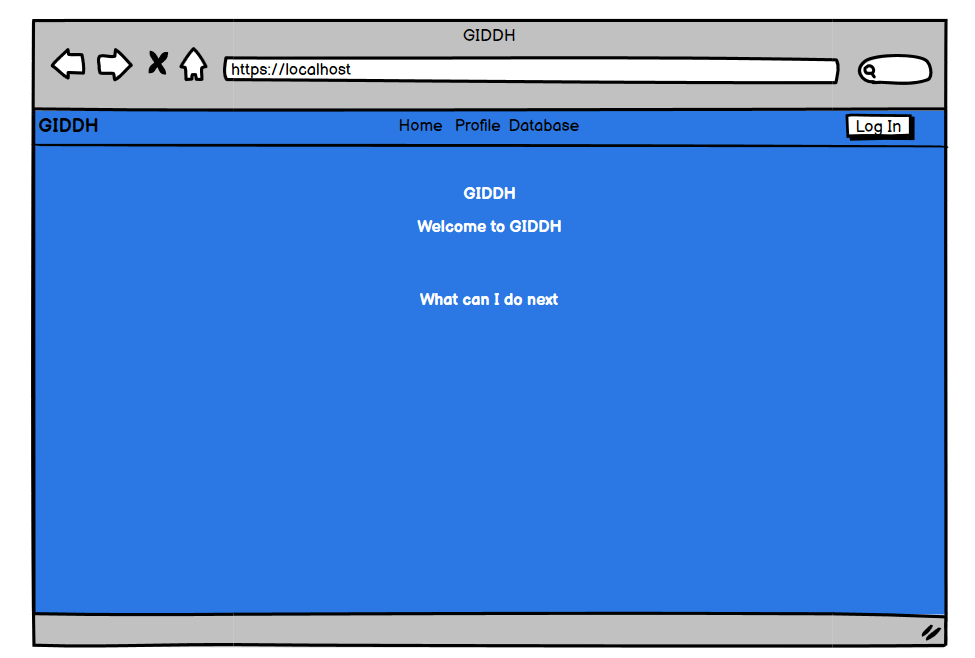 GIDDH
https://localhost
GIDDH Home Profile Database Log In
GIDDH
Welcome to GIDDH
What can I do next